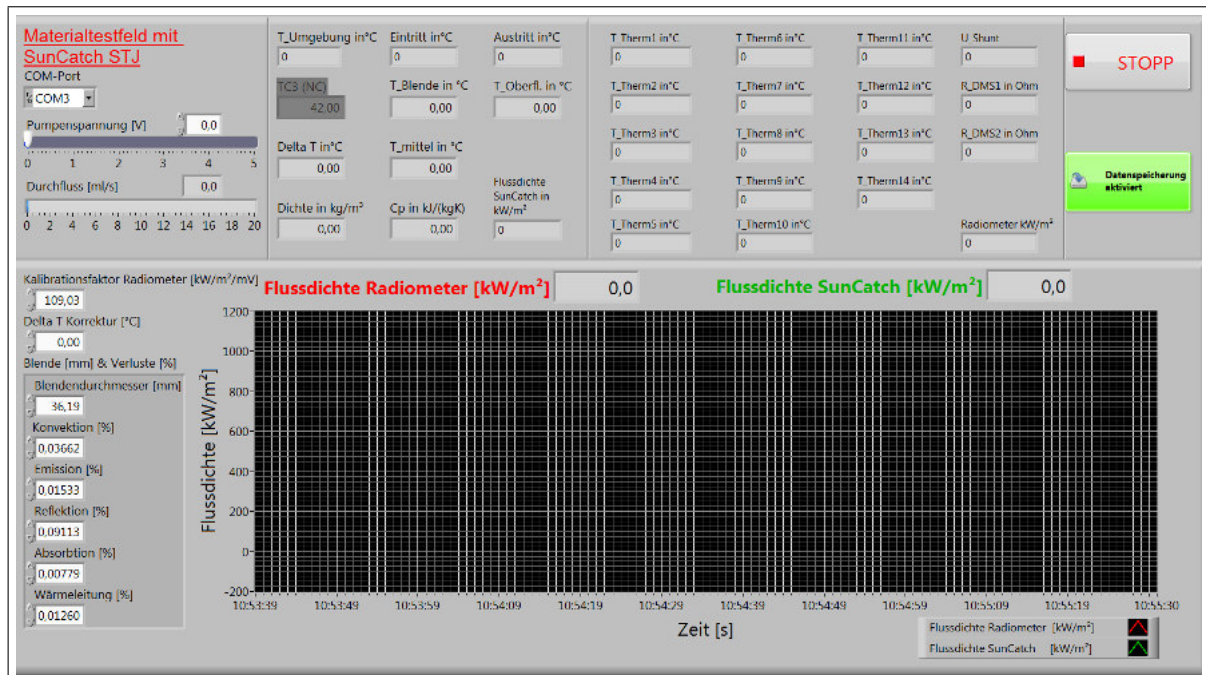 Materialtestfeld mit
SunCatch STJ
COM-Port
COM3
Pumpenspannung [V] 0,0
0 1 2 3 4 5
Durchfluss [ml/s] 0,0
0 2 4 6 8 10 12 14 16 18 20
T_Umgebung in°C Eintritt in°C Austritt in°C
0 0 0
TC3 (NC) T_Blende in °C T_Oberfl. in °C
42,00 0,00 0,00
Delta T in°C T_mittel in °C
0,00 0,00
Flussdichte
SunCatch in
kW/m²
0
Dichte in kg/m³ Cp in kJ/(kgK)
0,00 0,00
T_Therm1 in°C T_Therm6 in°C T_Therm11 in°C U_Shunt
0 0 0 0
T_Therm2 in°C T_Therm7 in°C T_Therm12 in°C R_DMS1 in Ohm
0 0 0 0
T_Therm3 in°C T_Therm8 in°C T_Therm13 in°C R_DMS2 in Ohm
0 0 0 0
T_Therm4 in°C T_Therm9 in°C T_Therm14 in°C
0 0 0
T_Therm5 in°C T_Therm10 in°C Radiometer kW/m²
0 0 0
STOPP
Datenspeicherung
aktiviert
Kalibrationsfaktor Radiometer [kW/m²/mV]
109,03
Delta T Korrektur [°C]
0,00
Blende [mm] & Verluste [%]
Blendendurchmesser [mm]
36,19
Konvektion [%]
0,03662
Emission [%]
0,01533
Reflektion [%]
0,09113
Absorbtion [%]
0,00779
Wärmeleitung [%]
0,01260
Flussdichte Radiometer [kW/m²] 0,0 Flussdichte SunCatch [kW/m²] 0,0
Flussdichte [kW/m²]
1200
1000
800
600
400
200
0
-200
10:53:39 10:53:49 10:53:59 10:54:09 10:54:19 10:54:29 10:54:39 10:54:49 10:54:59 10:55:09 10:55:19 10:55:30
Zeit [s]
Flussdichte Radiometer [kW/m²]
Flussdichte SunCatch [kW/m²]